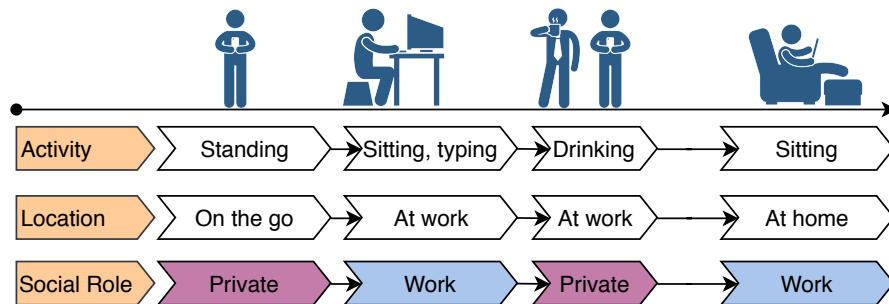 Activity Standing Sitting, typing Drinking Sitting
Location On the go At work At work At home
Social Role Private Work Private Work